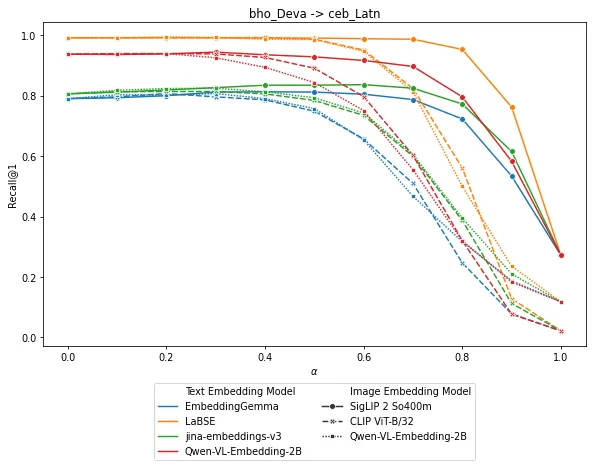 bho_Deva -> ceb_Latn
1.0
0.8
0.6
0.4
0.2
0.0
Recall@1
0.0 0.2 0.4 0.6 0.8 1.0
α
Text Embedding Model Image Embedding Model
EmbeddingGemma SigLIP 2 So400m
LaBSE CLIP ViT-B/32
jina-embeddings-v3 Qwen-VL-Embedding-2B
Qwen-VL-Embedding-2B